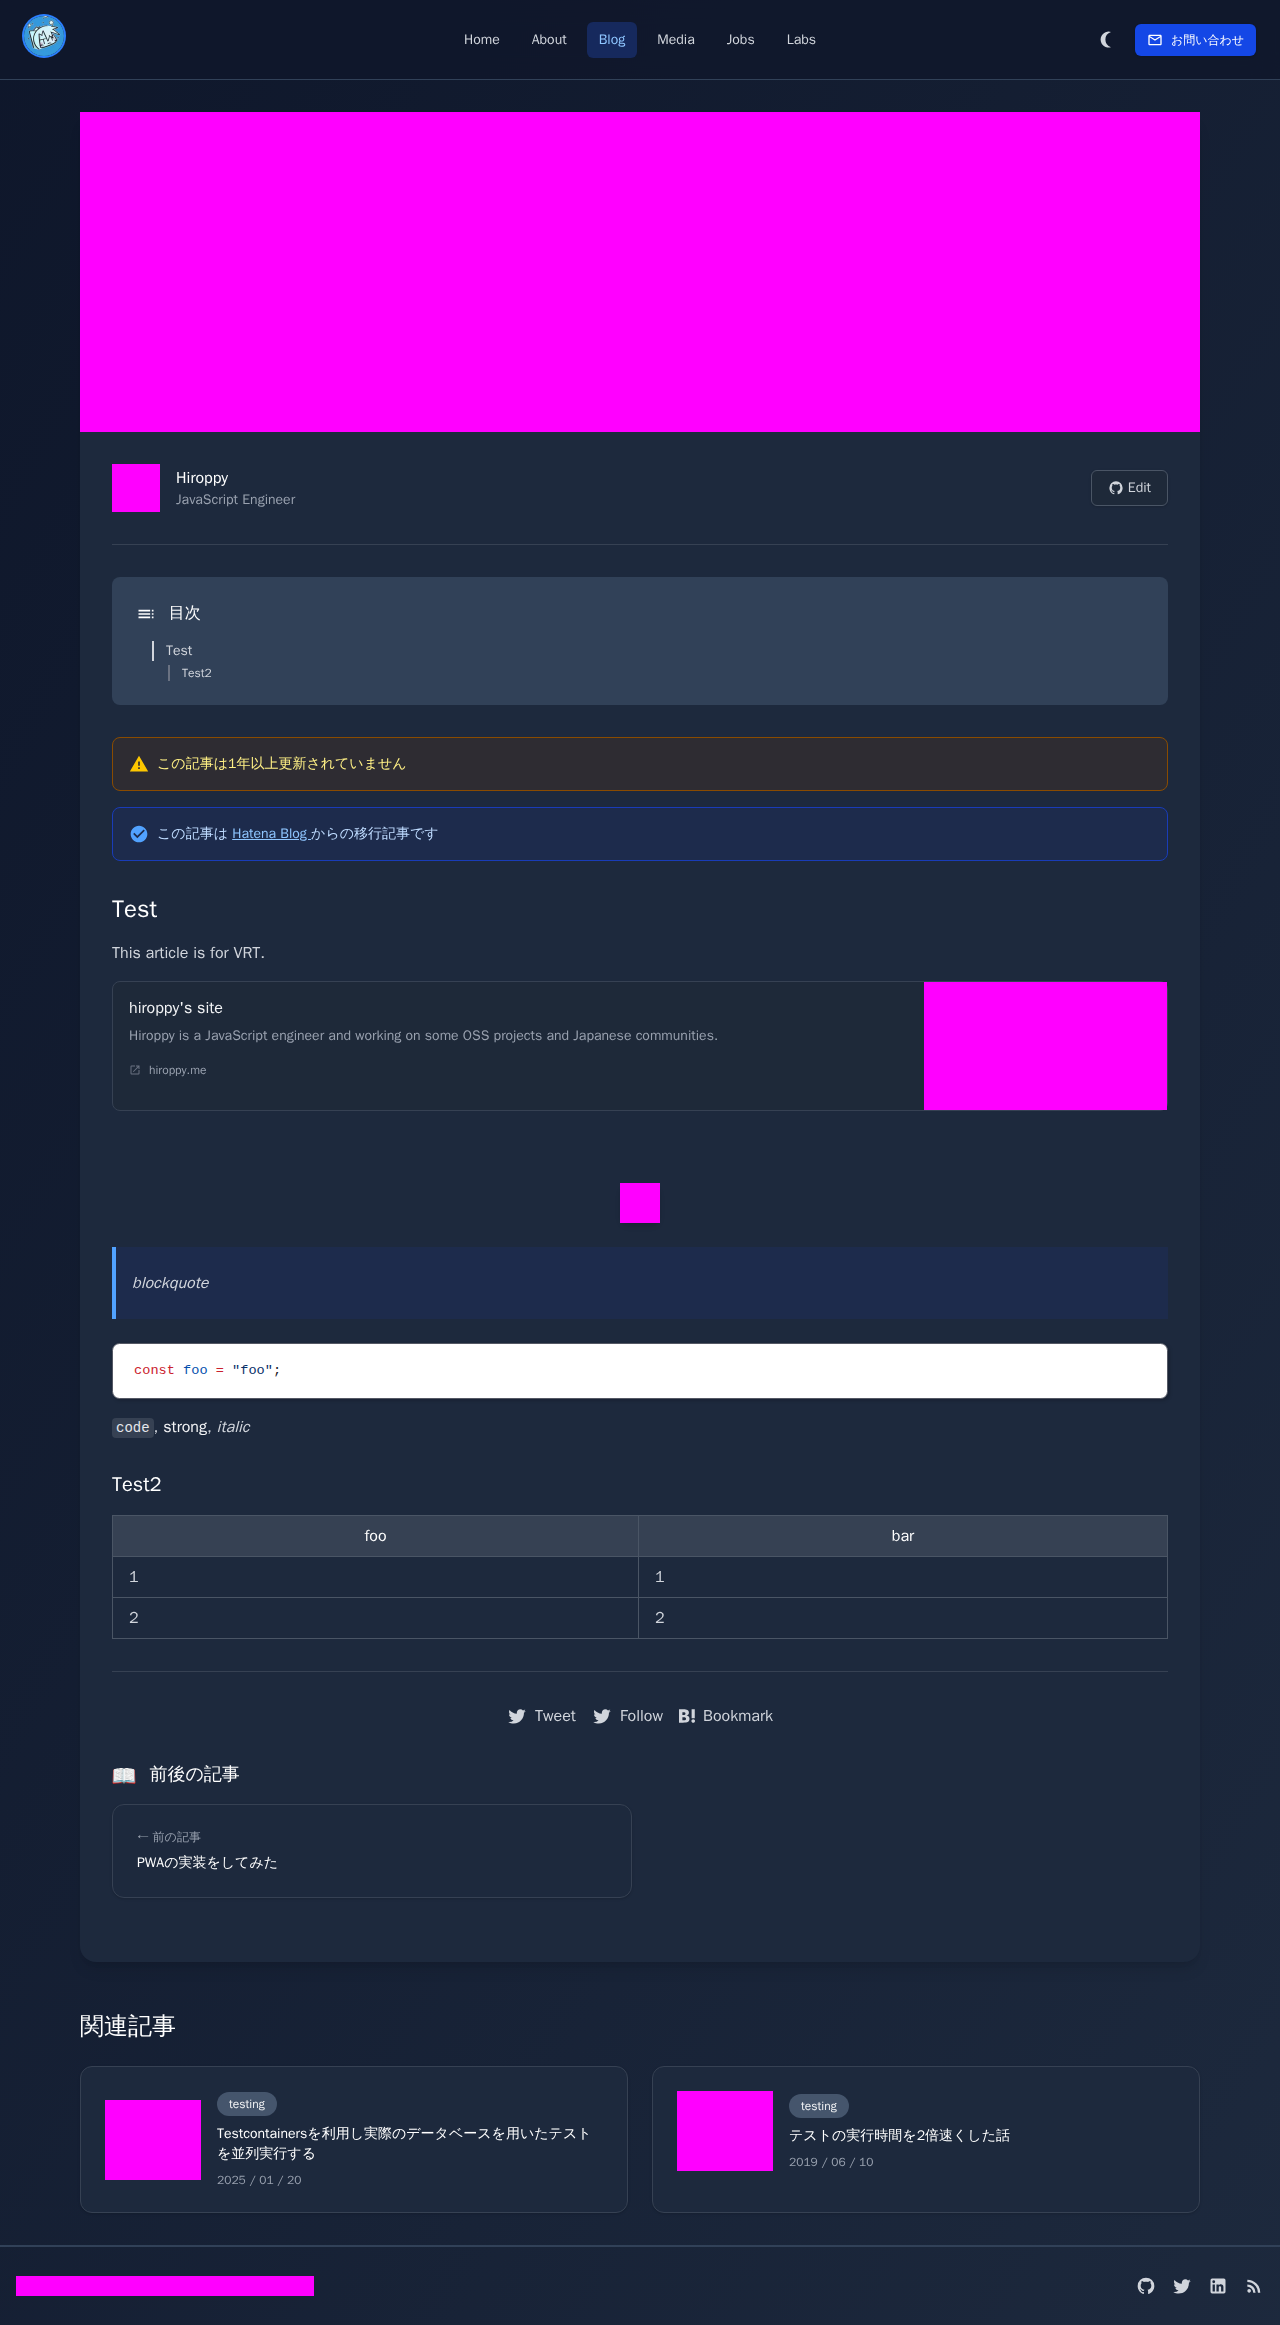 Home
About
Blog
Media
Jobs
Labs
お問い合わせ
Hiroppy
JavaScript Engineer
Edit
目次
Test
Test2
この記事は1年以上更新されていません
この記事は Hatena Blog からの移行記事です
Test
This article is for VRT.
hiroppy's site
Hiroppy is a JavaScript engineer and working on some OSS projects and Japanese communities.
hiroppy.me
blockquote
const foo = "foo";
code, strong, italic
Test2
foo bar
1 1
2 2
Tweet
Follow
B! Bookmark
📖 前後の記事
← 前の記事
PWAの実装をしてみた
関連記事
testing
Testcontainersを利用し実際のデータベースを用いたテスト
を並列実行する
2025 / 01 / 20
testing
テストの実行時間を2倍速くした話
2019 / 06 / 10